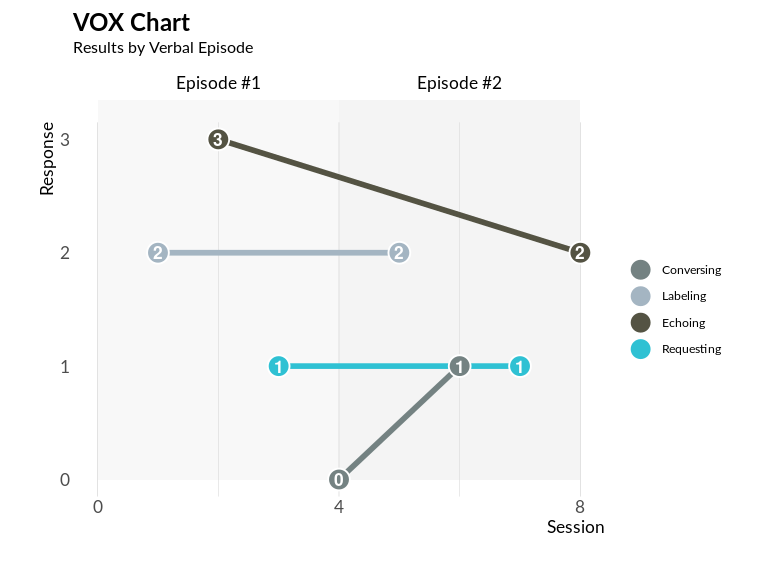 VOX Chart
Results by Verbal Episode
Episode #1
Episode #2
Response
3
2
1
0
3
2
2
2
1
1
1
0
0
4
8
Session
Conversing
Labeling
Echoing
Requesting